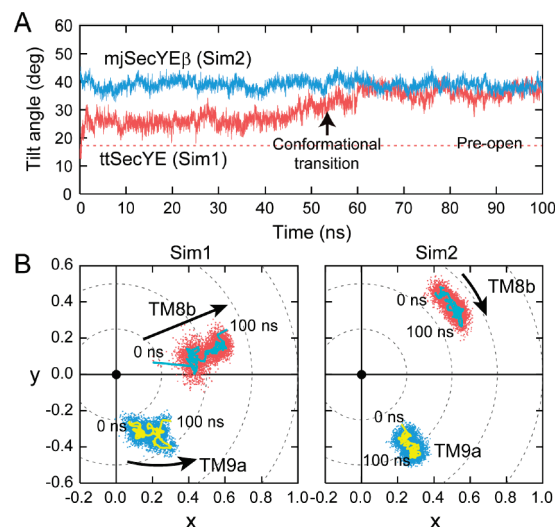 A
Tilt angle (deg)
60
50
40
30
20
10
0
mjSecYEβ (Sim2)
ttSecYE (Sim1)
Conformational
transition
Pre-open
0 10 20 30 40 50 60 70 80 90 100
Time (ns)
B
Sim1
Sim2
y
0.6
0.4
0.2
0.0
-0.2
-0.4
-0.6
TM8b
0 ns
100 ns
0 ns
100 ns
TM9a
-0.2 0.0 0.2 0.4 0.6 0.8 1.0
x
TM8b
0 ns
100 ns
0 ns
100 ns
TM9a
-0.2 0.0 0.2 0.4 0.6 0.8 1.0
x